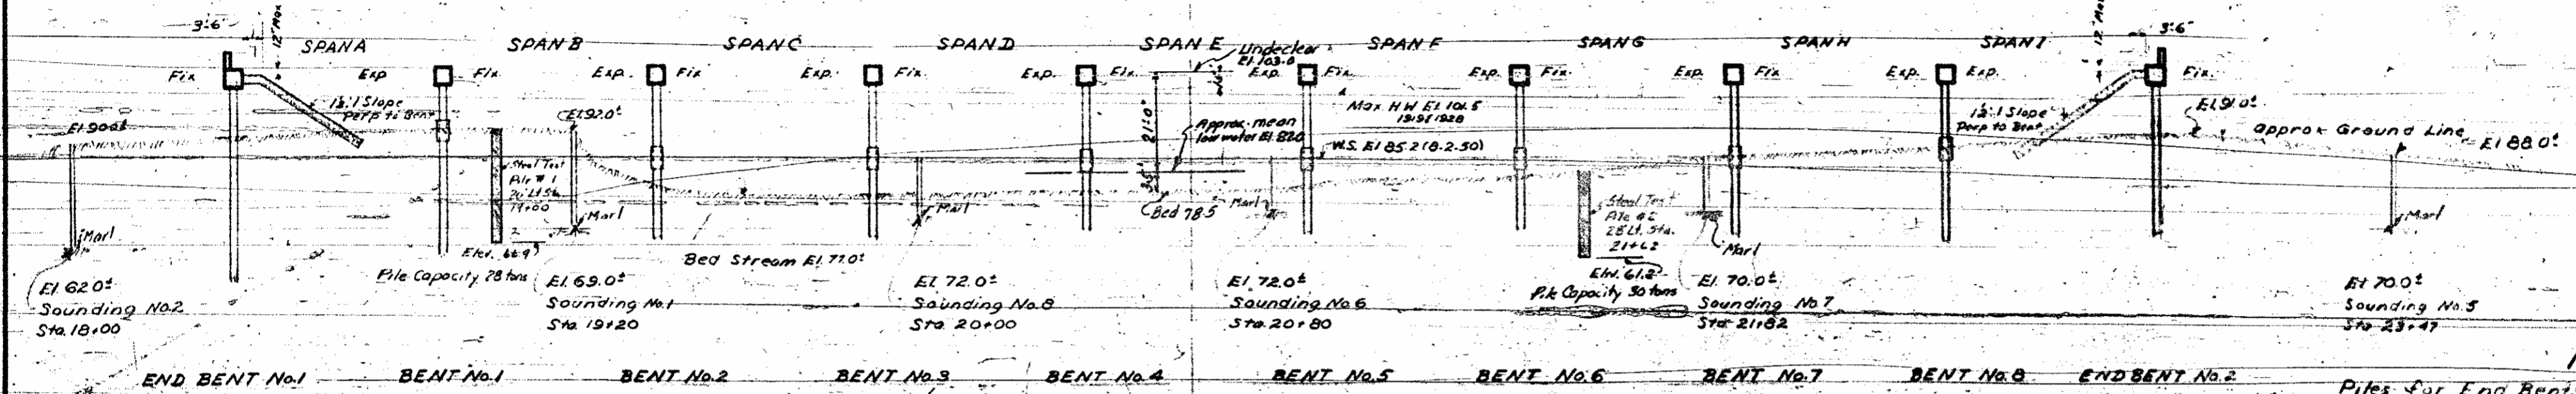 3'-6"
12" Max
SPAN A
SPAN B
SPAN C
SPAN D
SPAN E
Undeclear
El. 103.0
SPAN F
SPAN G
SPAN H
SPAN I
12" Max
3'-6"
Fix
Exp
Fix
Exp.
Fix
Exp.
Fix.
Exp.
Fix.
Exp.
Fix
Exp.
Fix.
Exp.
Fix
Exp.
Exp.
Fix.
El 90.0±
1½:1 Slope
Perp to Bent
El 92.0±
21'-0"
3.5'
Approx. mean
low water El 82.0
Max. H W El 101.5
1919 & 1928
W.S. El 85.2 (8-2-50)
1½:1 Slope
Perp to Bent
El 91.0±
Approx Ground Line
El 88.0±
Steel Test
Pile # 1
Marl
Marl
Elev. 66.9
Pile Capacity 28 tons
Bed Stream El. 77.0±
Marl
Bed 78.5
Marl
Steel Test
28 Lt. Sta.
21+62
Elev. 61.2
Pile Capacity 30 tons
Marl
Marl
El 62.0±
Sounding No.2
Sta. 18+00
El. 69.0±
Sounding No.1
Sta 19+20
El. 72.0±
Sounding No.8
Sta 20+00
El. 72.0±
Sounding No.6
Sta. 20+80
El. 70.0±
Sounding No.7
Sta 21+82
El 70.0±
Sounding No.5
Sta 23+47
END BENT No.1
BENT No.1
BENT No.2
BENT No.3
BENT No.4
BENT No.5
BENT No.6
BENT No.7
BENT No.8
END BENT No.2
Piles for End Bent